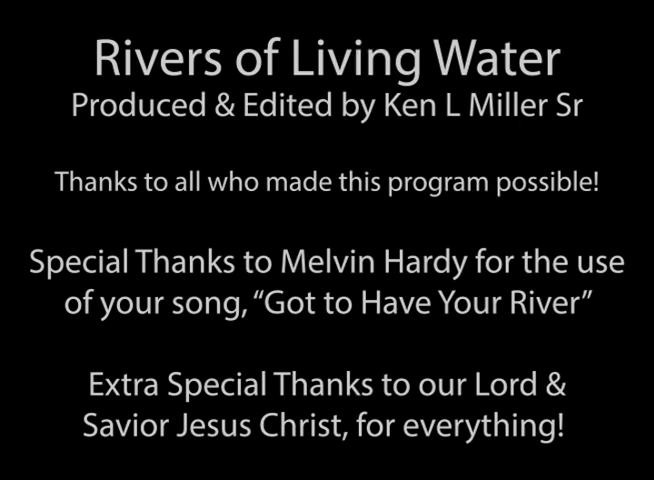 Rivers of Living Water
Produced & Edited by Ken L Miller Sr
Thanks to all who made this program possible!
Special Thanks to Melvin Hardy for the use
of your song, “Got to Have Your River”
Extra Special Thanks to our Lord &
Savior Jesus Christ, for everything!